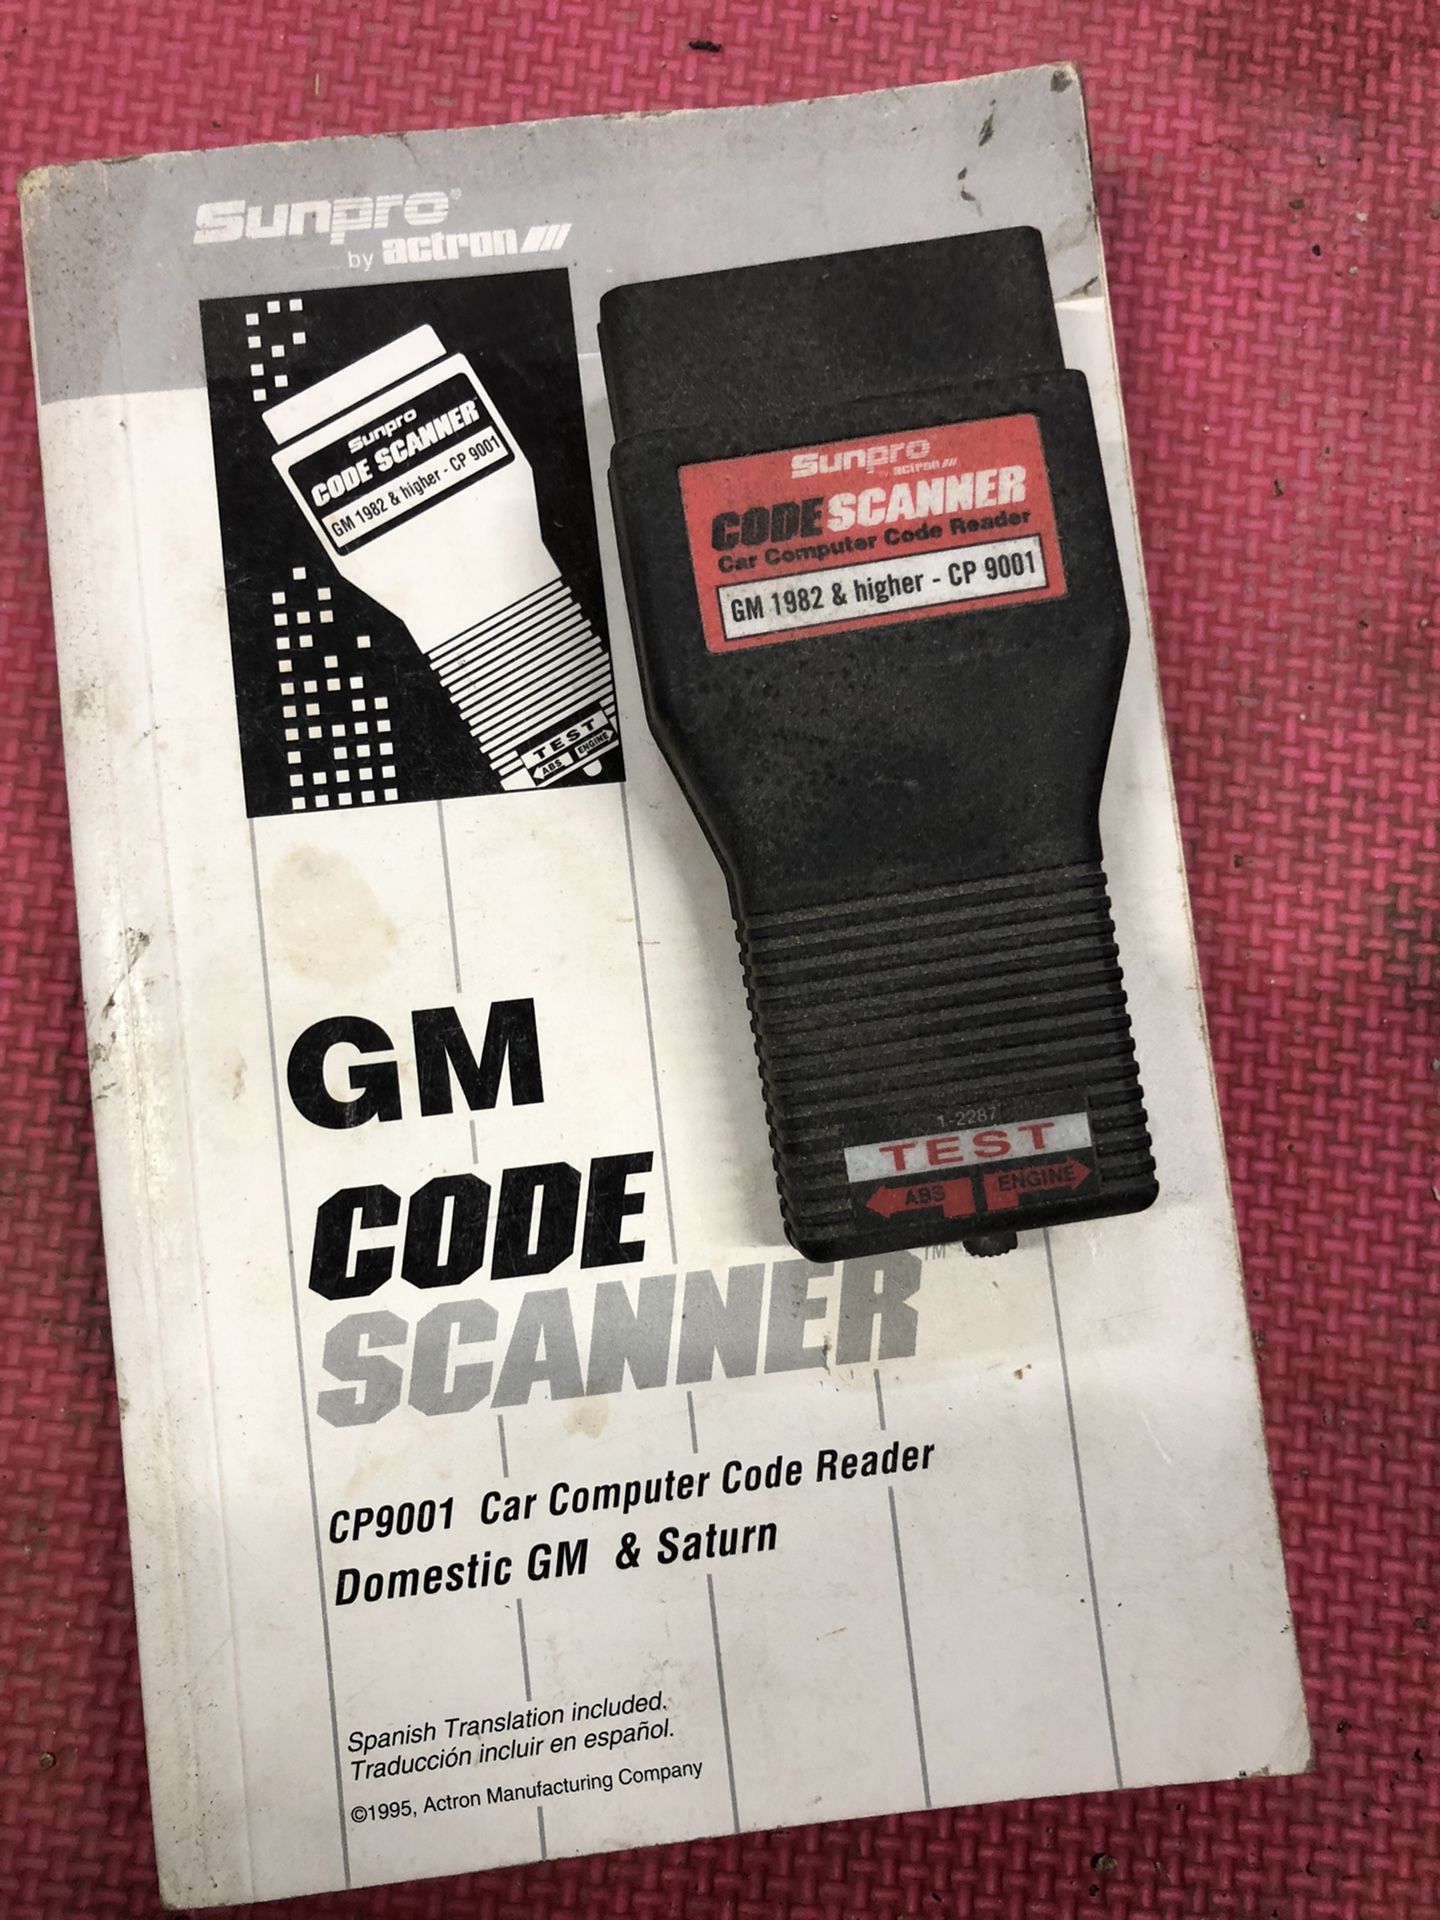 Sunpro®
by actron
Sunpro
CODE SCANNER
GM 1982 & higher - CP 9001
TEST
ABS ENGINE
Sunpro
by actron
CODE SCANNER
Car Computer Code Reader
GM 1982 & higher - CP 9001
1-2287
TEST
ABS ENGINE
GM
CODE
SCANNER™
CP9001 Car Computer Code Reader
Domestic GM & Saturn
Spanish Translation included.
Traducción incluir en español.
©1995, Actron Manufacturing Company